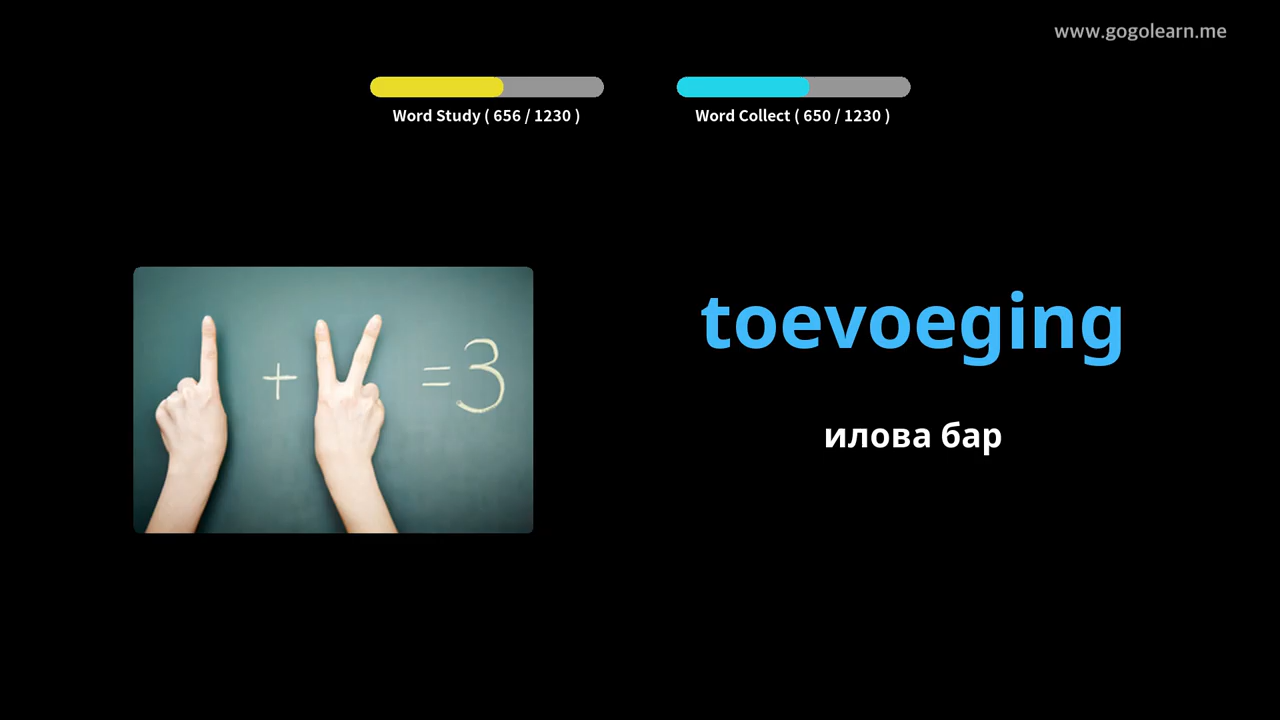 www.gogolearn.me
Word Study ( 656 / 1230 )
Word Collect ( 650 / 1230 )
+ =3
toevoeging
илова бар